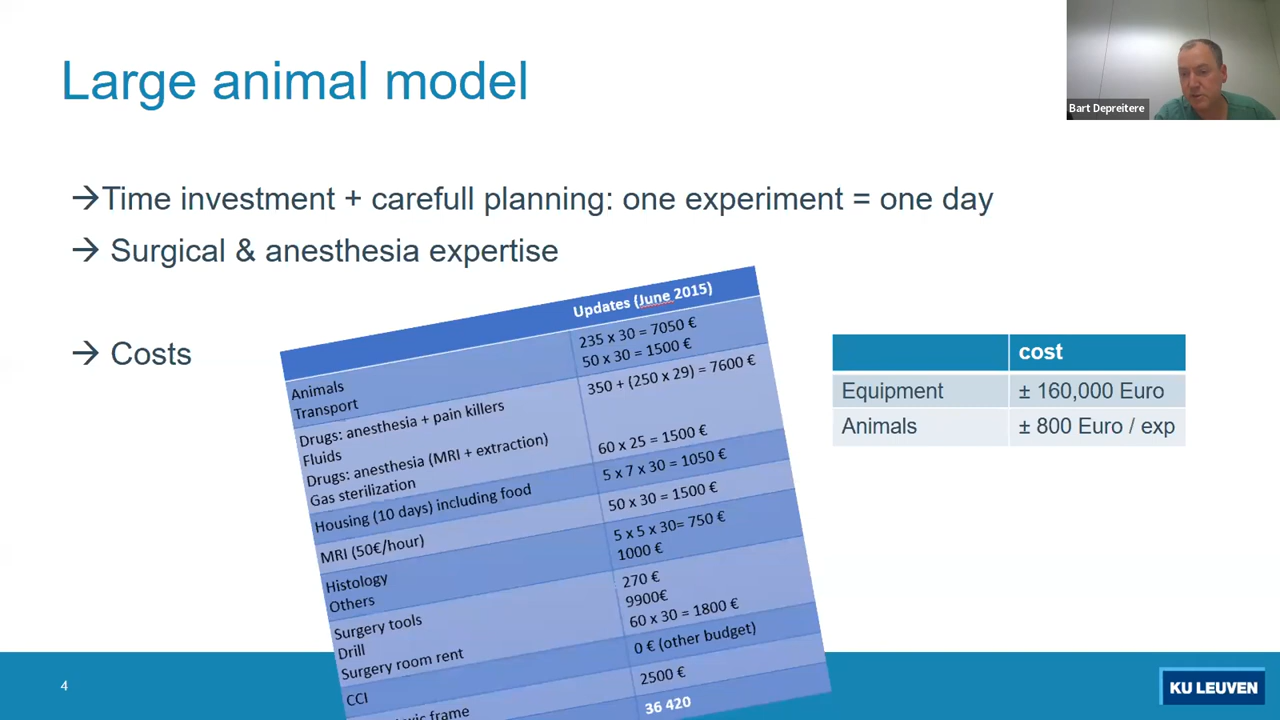 Large animal model
Bart Depreitere
→Time investment + carefull planning: one experiment = one day
→ Surgical & anesthesia expertise
→ Costs
Updates (June 2015)
Animals 235 x 30 = 7050 €
Transport 50 x 30 = 1500 €
Drugs: anesthesia + pain killers 350 + (250 x 29) = 7600 €
Fluids
Drugs: anesthesia (MRI + extraction)
Gas sterilization 60 x 25 = 1500 €
Housing (10 days) including food 5 x 7 x 30 = 1050 €
MRI (50€/hour) 50 x 30 = 1500 €
Histology 5 x 5 x 30= 750 €
Others 1000 €
Surgery tools 270 €
Drill 9900€
Surgery room rent 60 x 30 = 1800 €
CCI 0 € (other budget)
frame 2500 €
36 420
cost
Equipment ± 160,000 Euro
Animals ± 800 Euro / exp
4
KU LEUVEN